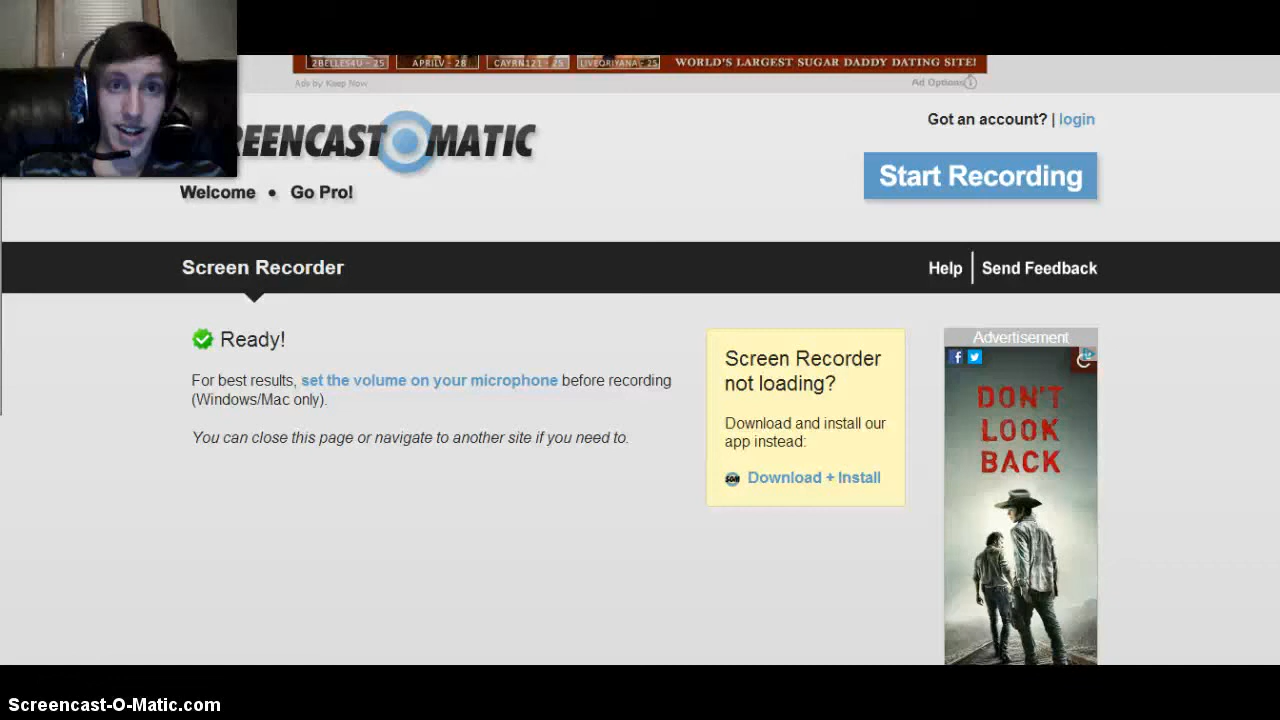 2BELLES4U - 25
APRILV - 28
CAYRN121 - 25
LIVEORIYANA - 25
WORLD'S LARGEST SUGAR DADDY DATING SITE!
Ads by Keep Now
Ad Options
REENCAST MATIC
Got an account? | login
Start Recording
Welcome • Go Pro!
Screen Recorder
Help
Send Feedback
Ready!
For best results, set the volume on your microphone before recording
(Windows/Mac only).
You can close this page or navigate to another site if you need to.
Screen Recorder
not loading?
Download and install our
app instead:
SOM
Download + Install
Advertisement
DON'T
LOOK
BACK
Screencast-O-Matic.com